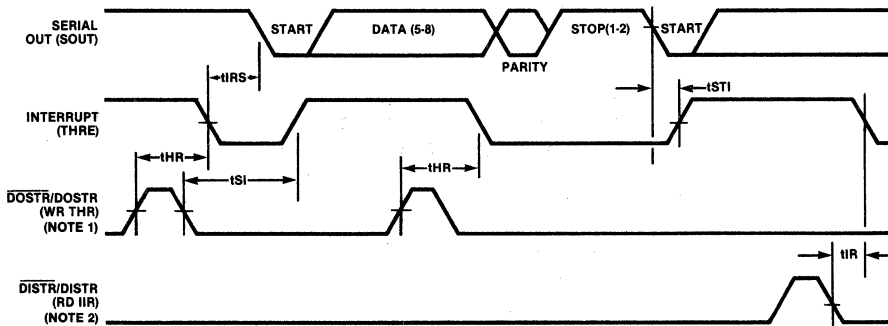 SERIAL
OUT (SOUT)
START
DATA (5-8)
PARITY
STOP(1-2)
START
tIRS
tSTI
INTERRUPT
(THRE)
tHR
tSI
tHR
DOSTR/DOSTR
(WR THR)
(NOTE 1)
tIR
DISTR/DISTR
(RD IIR)
(NOTE 2)